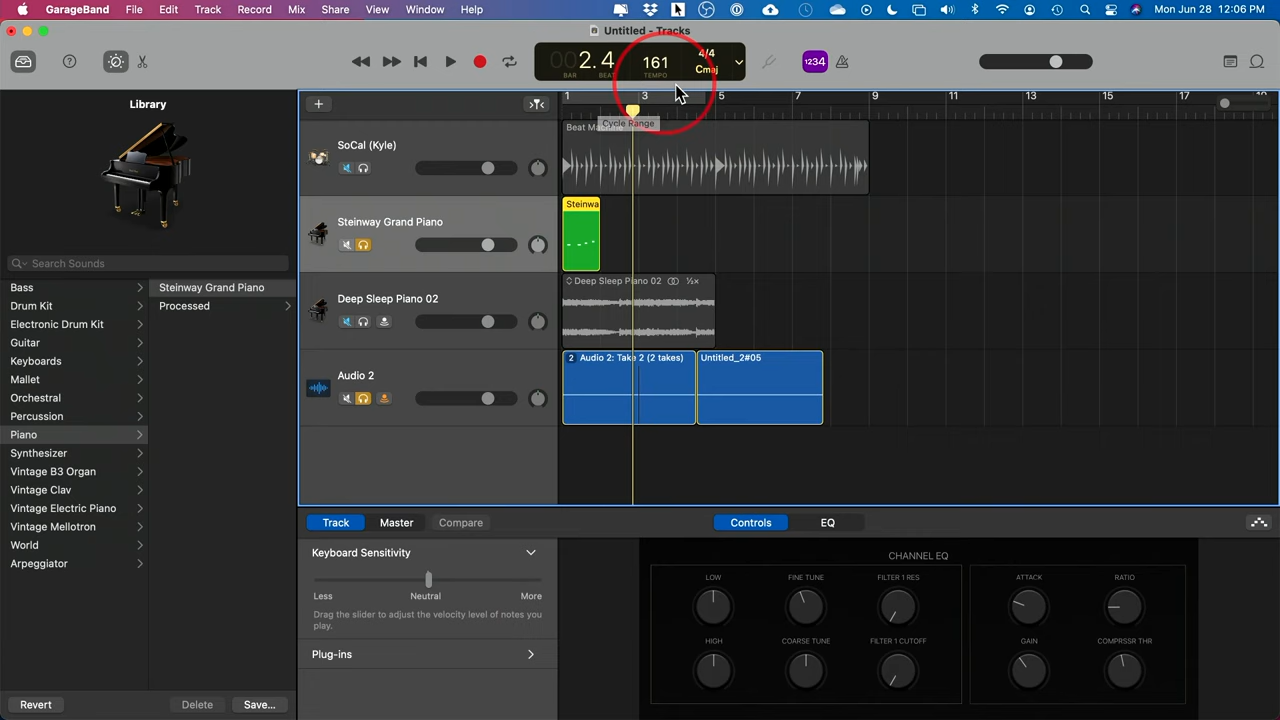 GarageBand File Edit Track Record Mix Share View Window Help Mon Jun 28 12:06 PM
Untitled - Tracks
002.4 161 4/4 Cmaj 1234
BAR BEAT TEMPO
Library
1 3 5 7 9 11 13 15 17
Cycle Range
SoCal (Kyle)
Steinway Grand Piano
Steinwa
Search Sounds
Bass
Drum Kit
Electronic Drum Kit
Guitar
Keyboards
Mallet
Orchestral
Percussion
Piano
Synthesizer
Vintage B3 Organ
Vintage Clav
Vintage Electric Piano
Vintage Mellotron
World
Arpeggiator
Steinway Grand Piano
Processed
Deep Sleep Piano 02
Deep Sleep Piano 02 ½×
Audio 2
2 Audio 2: Take 2 (2 takes) Untitled_2#05
Track Master Compare Controls EQ
Keyboard Sensitivity
Less Neutral More
Drag the slider to adjust the velocity level of notes you
play.
Plug-ins
CHANNEL EQ
LOW FINE TUNE FILTER 1 RES ATTACK RATIO
HIGH COARSE TUNE FILTER 1 CUTOFF GAIN COMPRSSR THR
Revert Delete Save...